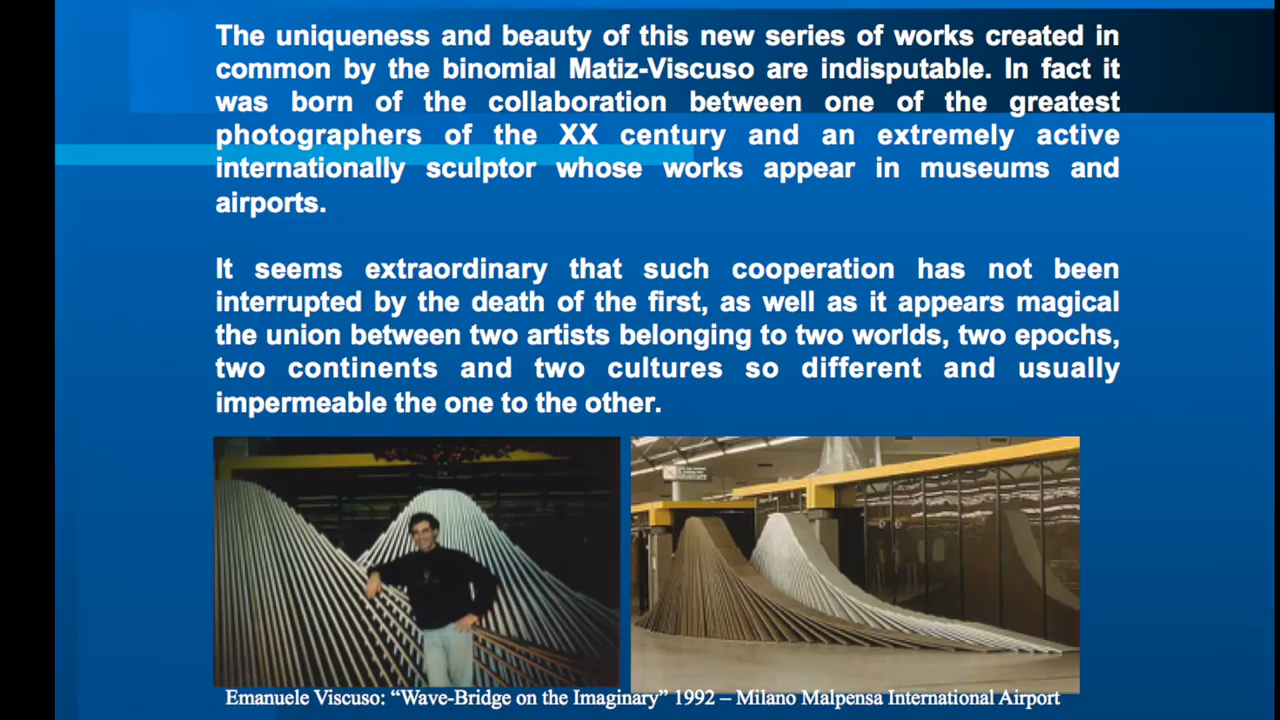 The uniqueness and beauty of this new series of works created in
common by the binomial Matiz-Viscuso are indisputable. In fact it
was born of the collaboration between one of the greatest
photographers of the XX century and an extremely active
internationally sculptor whose works appear in museums and
airports.
It seems extraordinary that such cooperation has not been
interrupted by the death of the first, as well as it appears magical
the union between two artists belonging to two worlds, two epochs,
two continents and two cultures so different and usually
impermeable the one to the other.
Emanuele Viscuso: “Wave-Bridge on the Imaginary” 1992 – Milano Malpensa International Airport